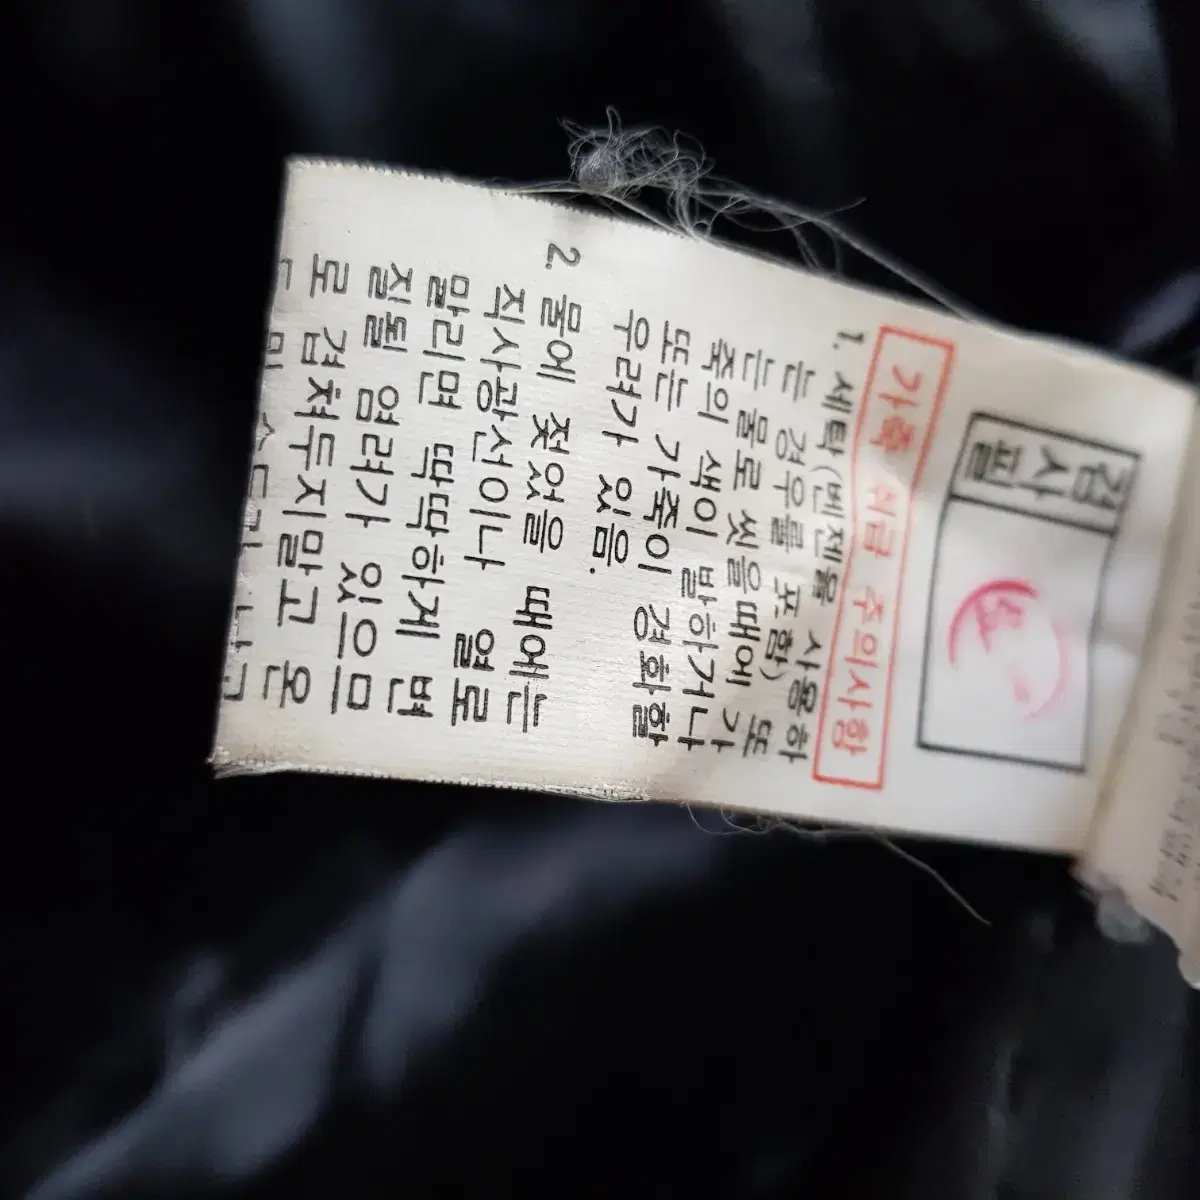 검사필
가죽 취급 주의사항
1. 세탁(벤젠을 사용하
는 경우를 포함) 또
는 물로 씻을때에 가
죽의 색이 발하거나
또는 가죽이 경화할
우려가 있음.
2. 물에 젖었을 때에는
직사광선이나 열로
말리면 딱딱하게 변
질될 염려가 있으므
로 겹쳐두지말고 온